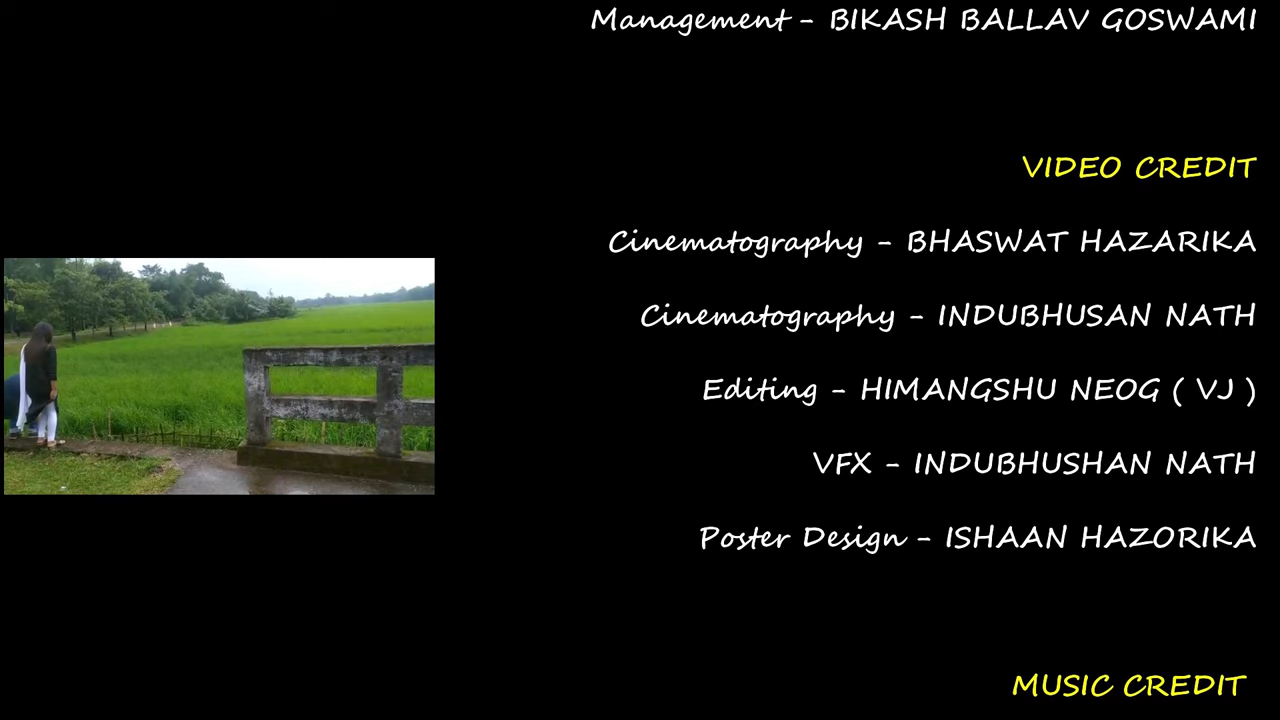 Management - BIKASH BALLAV GOSWAMI
VIDEO CREDIT
Cinematography - BHASWAT HAZARIKA
Cinematography - INDUBHUSAN NATH
Editing - HIMANGSHU NEOG ( VJ )
VFX - INDUBHUSHAN NATH
Poster Design - ISHAAN HAZORIKA
MUSIC CREDIT